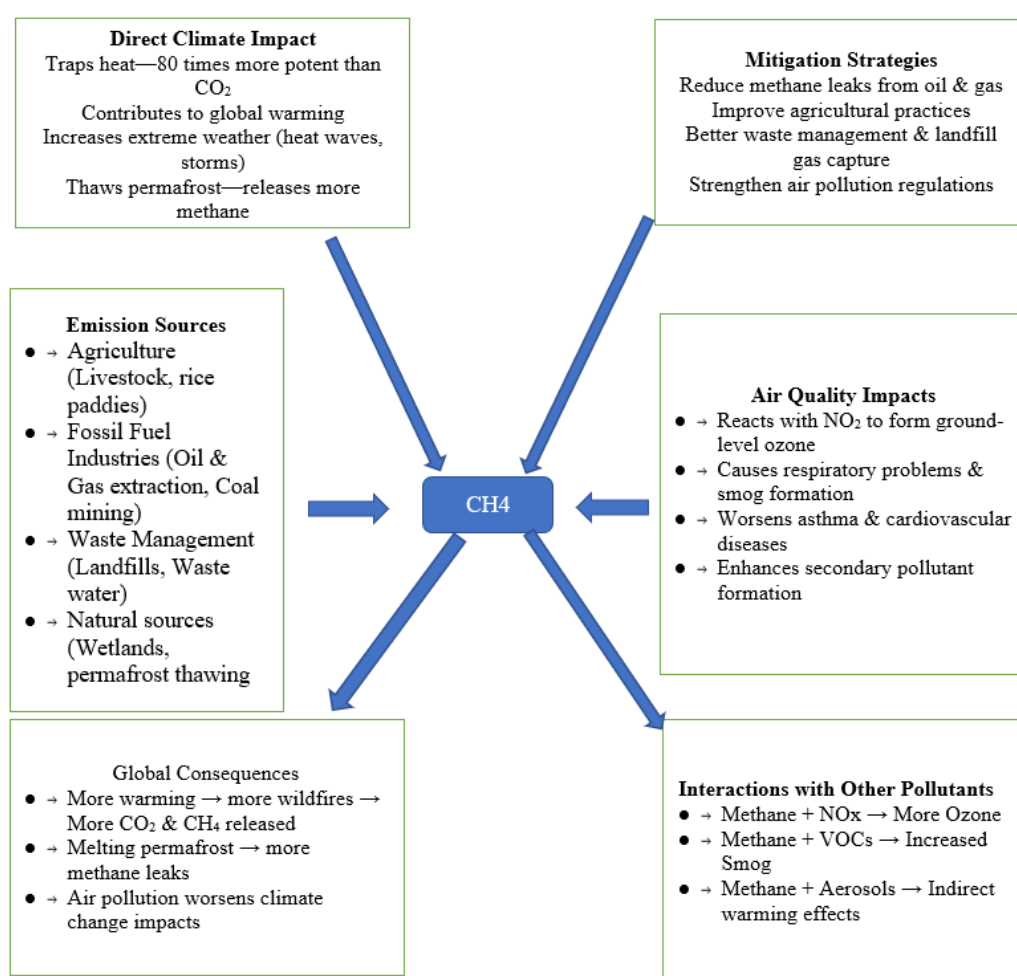 Direct Climate Impact
Traps heat—80 times more potent than
CO₂
Contributes to global warming
Increases extreme weather (heat waves,
storms)
Thaws permafrost—releases more
methane
Mitigation Strategies
Reduce methane leaks from oil & gas
Improve agricultural practices
Better waste management & landfill
gas capture
Strengthen air pollution regulations
Emission Sources
● → Agriculture
(Livestock, rice
paddies)
● → Fossil Fuel
Industries (Oil &
Gas extraction, Coal
mining)
● → Waste Management
(Landfills, Waste
water)
● → Natural sources
(Wetlands,
permafrost thawing
CH4
Air Quality Impacts
● → Reacts with NO₂ to form ground-
level ozone
● → Causes respiratory problems &
smog formation
● → Worsens asthma & cardiovascular
diseases
● → Enhances secondary pollutant
formation
Global Consequences
● → More warming → more wildfires →
More CO₂ & CH₄ released
● → Melting permafrost → more
methane leaks
● → Air pollution worsens climate
change impacts
Interactions with Other Pollutants
● → Methane + NOx → More Ozone
● → Methane + VOCs → Increased
Smog
● → Methane + Aerosols → Indirect
warming effects